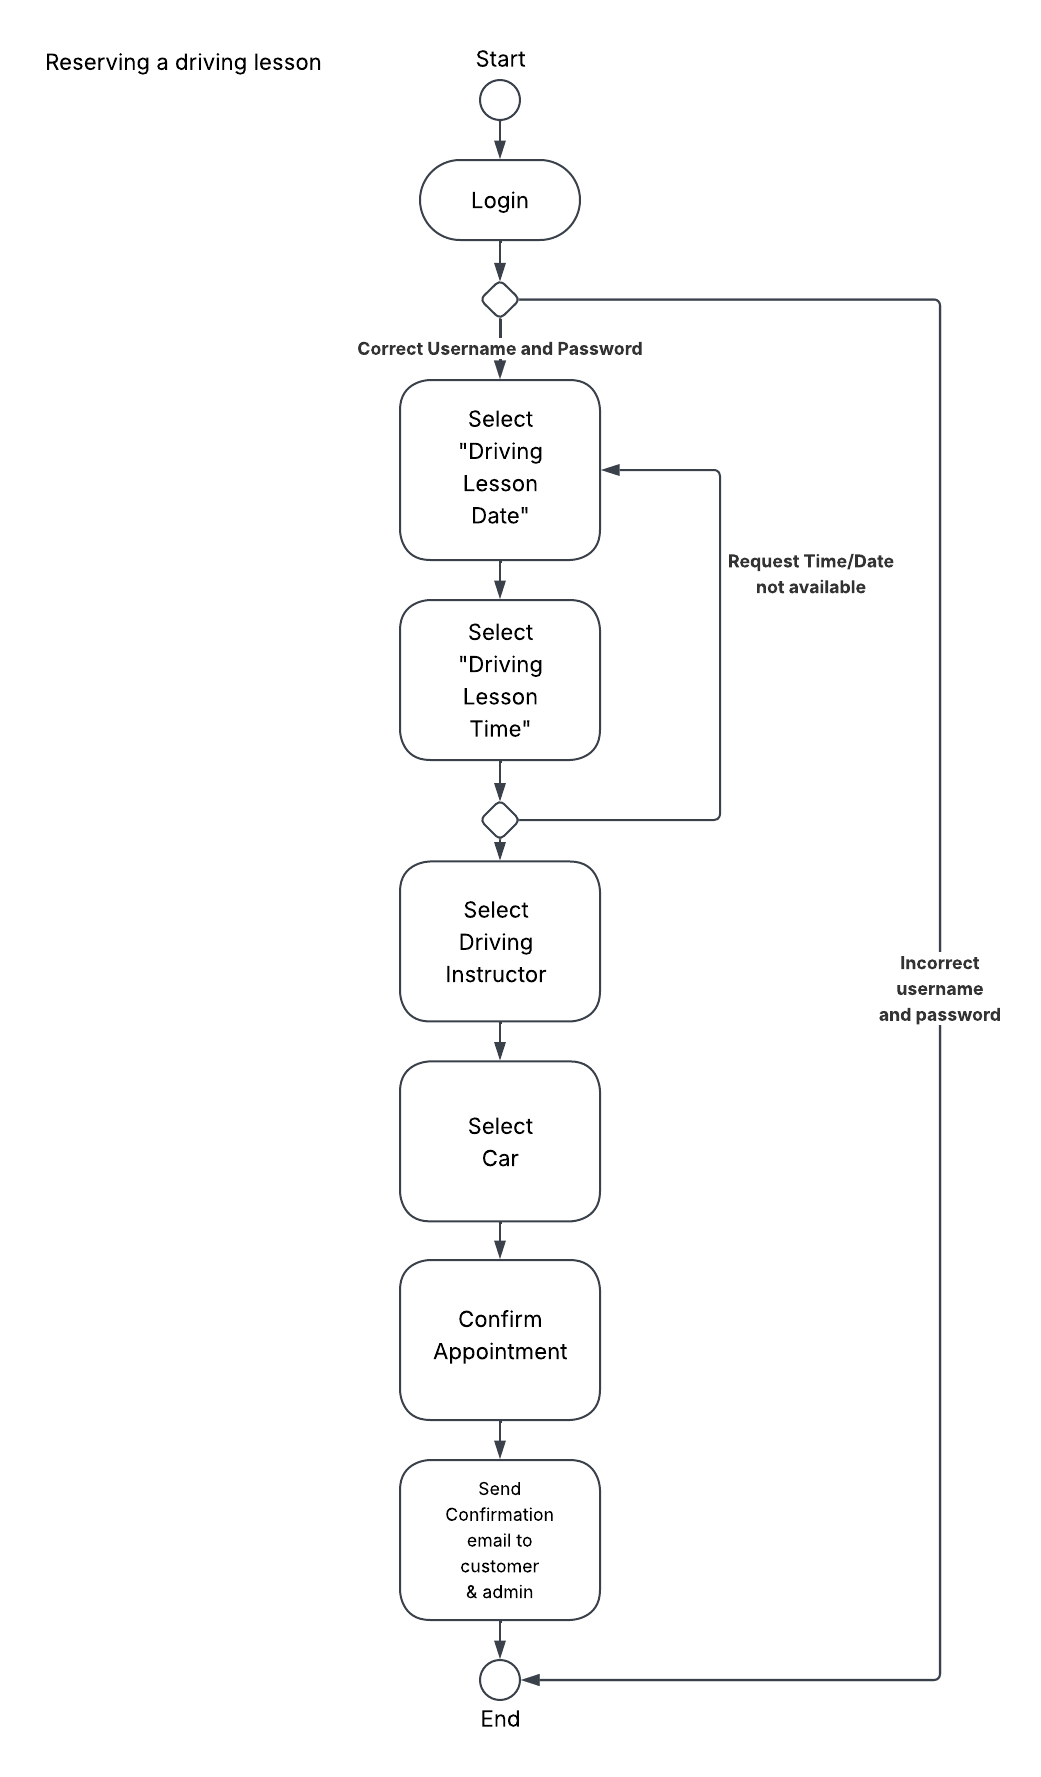 Reserving a driving lesson
Start
Login
Correct Username and Password
Select
"Driving
Lesson
Date"
Request Time/Date
not available
Select
"Driving
Lesson
Time"
Select
Driving
Instructor
Incorrect
username
and password
Select
Car
Confirm
Appointment
Send
Confirmation
email to
customer
& admin
End